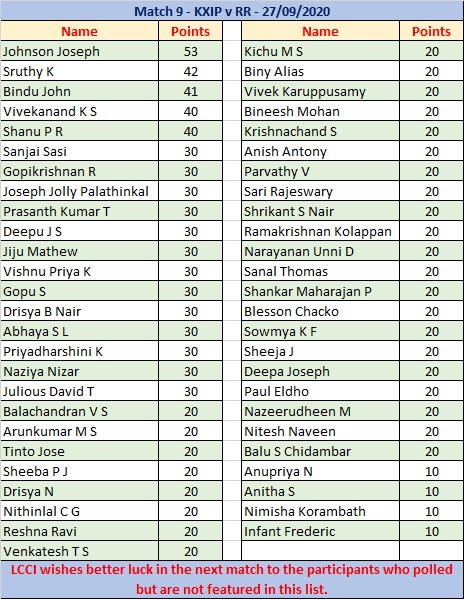 Match 9 - KXIP v RR - 27/09/2020
Name Points Name Points
Johnson Joseph 53 Kichu M S 20
Sruthy K 42 Biny Alias 20
Bindu John 41 Vivek Karuppusamy 20
Vivekanand K S 40 Bineesh Mohan 20
Shanu P R 40 Krishnachand S 20
Sanjai Sasi 30 Anish Antony 20
Gopikrishnan R 30 Parvathy V 20
Joseph Jolly Palathinkal 30 Sari Rajeswary 20
Prasanth Kumar T 30 Shrikant S Nair 20
Deepu J S 30 Ramakrishnan Kolappan 20
Jiju Mathew 30 Narayanan Unni D 20
Vishnu Priya K 30 Sanal Thomas 20
Gopu S 30 Shankar Maharajan P 20
Drisya B Nair 30 Blesson Chacko 20
Abhaya S L 30 Sowmya K F 20
Priyadharshini K 30 Sheeja J 20
Naziya Nizar 30 Deepa Joseph 20
Julious David T 30 Paul Eldho 20
Balachandran V S 20 Nazeerudheen M 20
Arunkumar M S 20 Nitesh Naveen 20
Tinto Jose 20 Balu S Chidambar 20
Sheeba P J 20 Anupriya N 10
Drisya N 20 Anitha S 10
Nithinlal C G 20 Nimisha Korambath 10
Reshna Ravi 20 Infant Frederic 10
Venkatesh T S 20
LCCI wishes better luck in the next match to the participants who polled
but are not featured in this list.